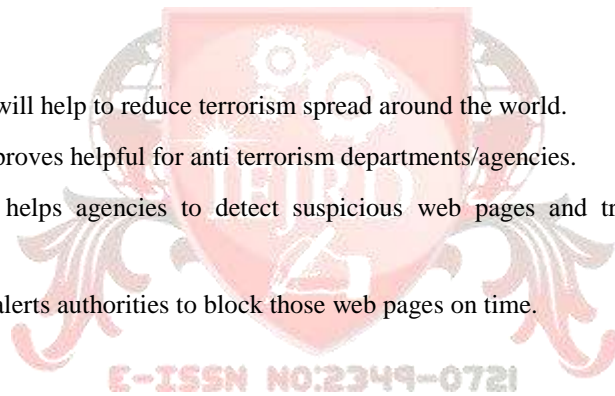 will help to reduce terrorism spread around the world.
proves helpful for anti terrorism departments/agencies.
helps agencies to detect suspicious web pages and tr
alerts authorities to block those web pages on time.
IEJRD
E-ISSN NO:2349-0721